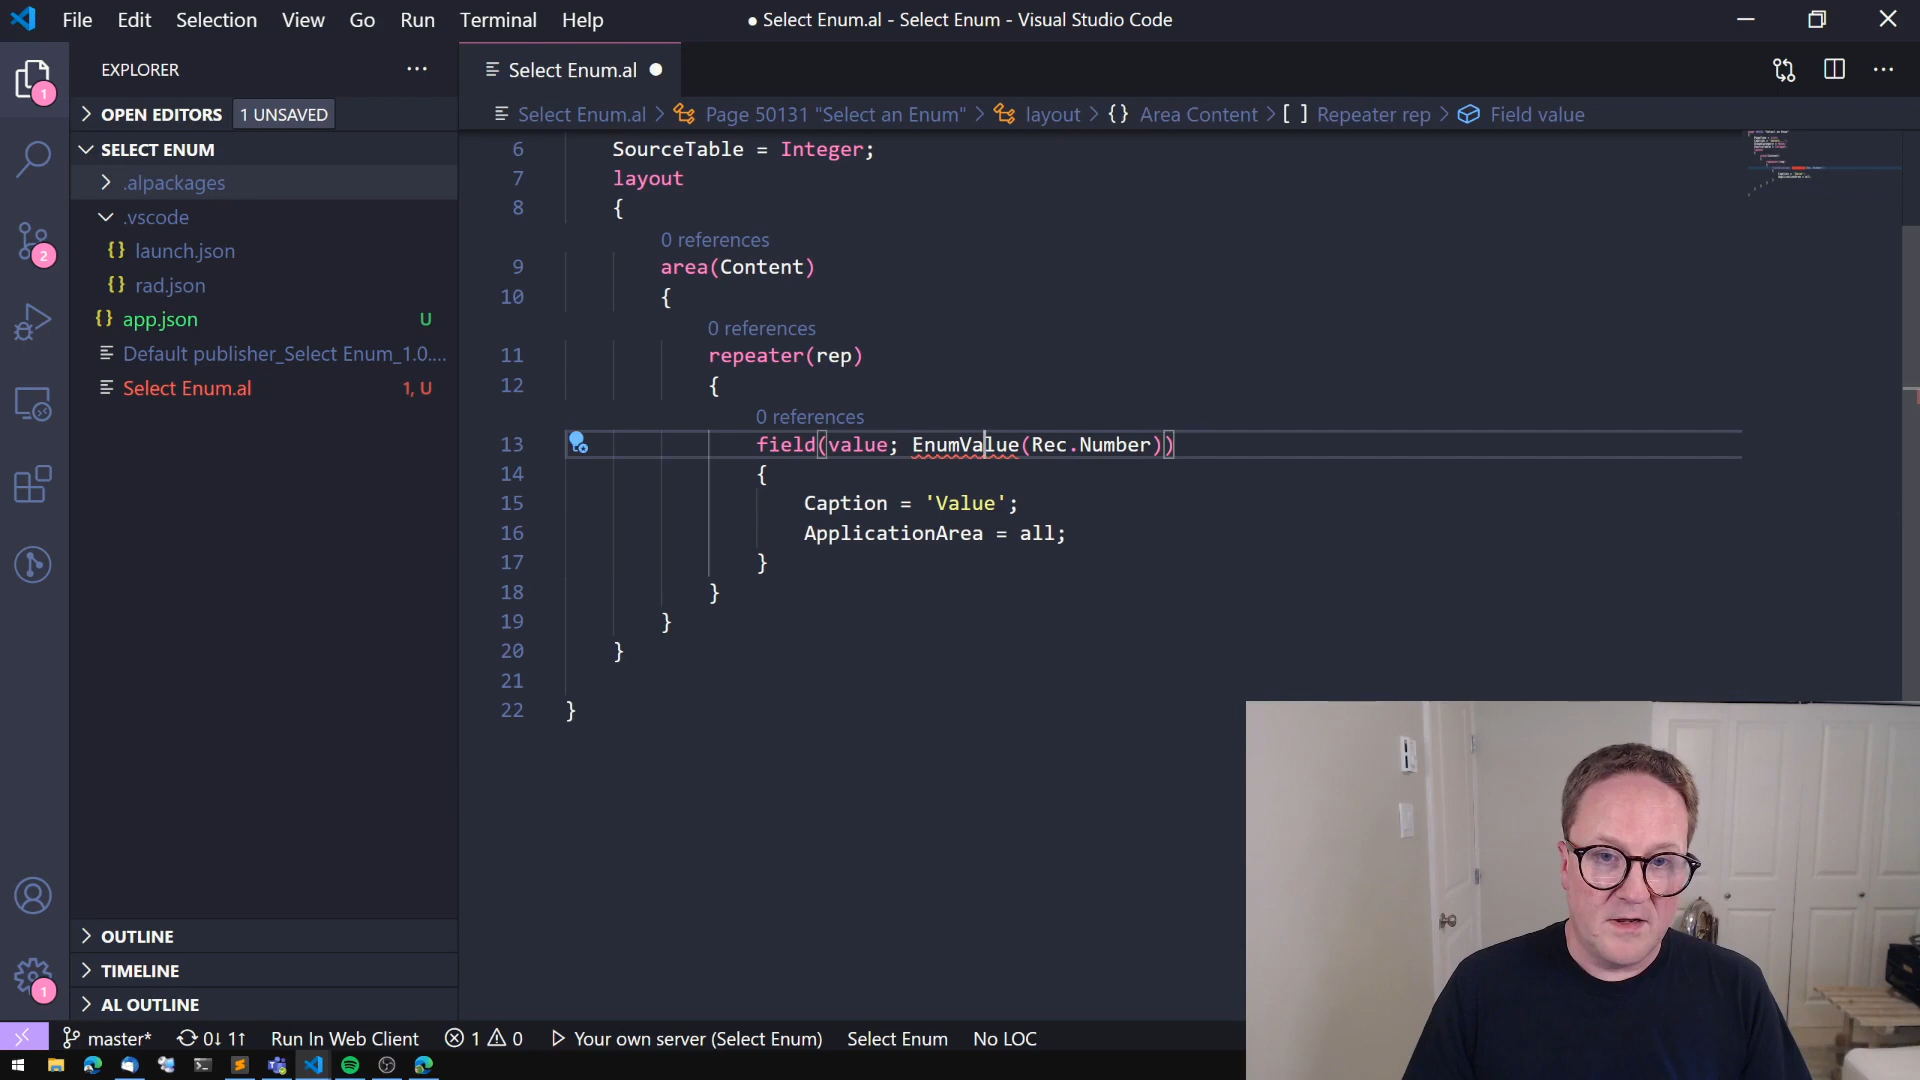 File Edit Selection View Go Run Terminal Help
● Select Enum.al - Select Enum - Visual Studio Code
EXPLORER
Select Enum.al
OPEN EDITORS 1 UNSAVED
Select Enum.al > Page 50131 "Select an Enum" > layout > {} Area Content > [ ] Repeater rep > Field value
SELECT ENUM
.alpackages
.vscode
{} launch.json
{} rad.json
{} app.json U
Default publisher_Select Enum_1.0....
Select Enum.al 1, U
6 SourceTable = Integer;
7 layout
8 {
0 references
9 area(Content)
10 {
0 references
11 repeater(rep)
12 {
0 references
13 field(value; EnumValue(Rec.Number))
14 {
15 Caption = 'Value';
16 ApplicationArea = all;
17 }
18 }
19 }
20 }
21
22 }
OUTLINE
TIMELINE
AL OUTLINE
1
2
1
master* 0↓ 1↑ Run In Web Client 1 0 Your own server (Select Enum) Select Enum No LOC